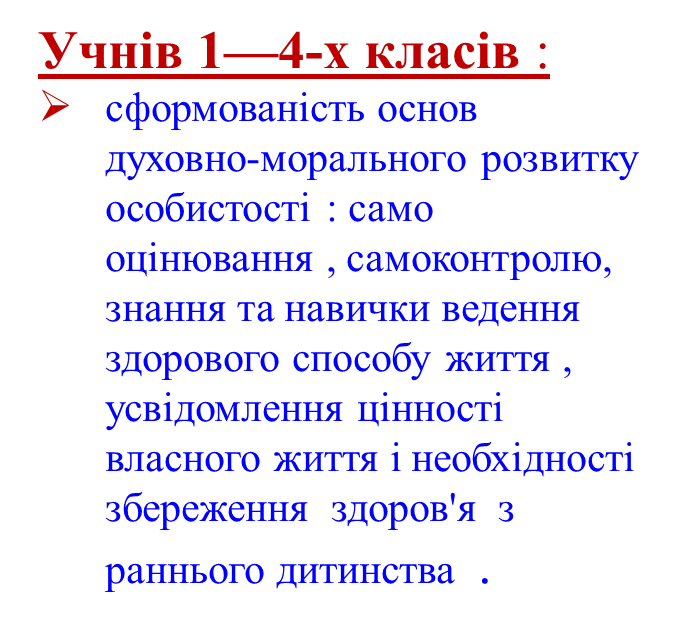 Учнів 1—4-х класів :
➢ сформованість основ
духовно-морального розвитку
особистості : само
оцінювання , самоконтролю,
знання та навички ведення
здорового способу життя ,
усвідомлення цінності
власного життя і необхідності
збереження здоров'я з
раннього дитинства .